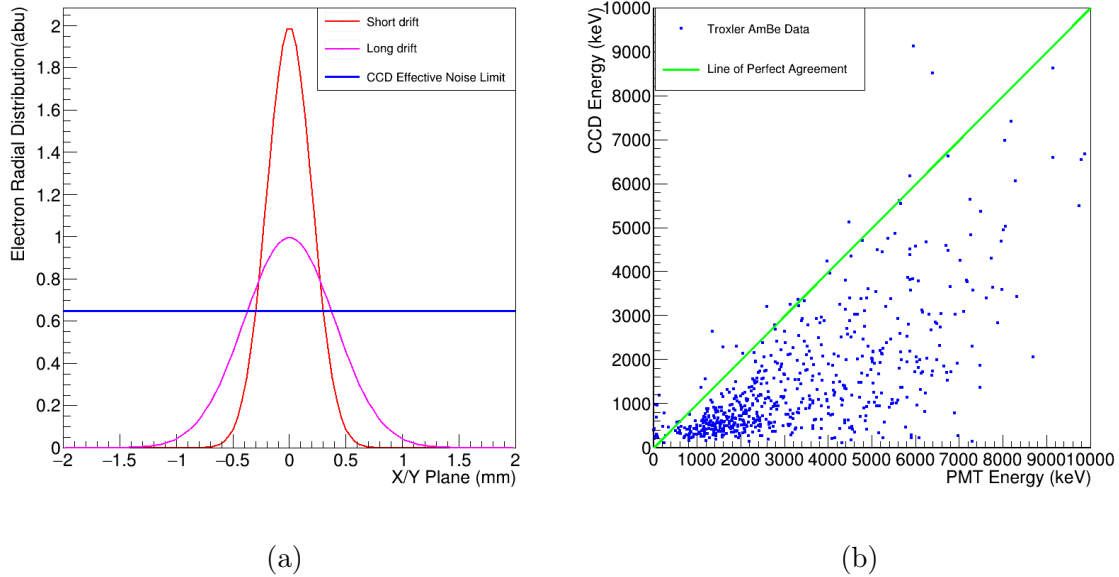 Electron Radial Distribution(abu)
2
1.8
1.6
1.4
1.2
1
0.8
0.6
0.4
0.2
0
−2 −1.5 −1 −0.5 0 0.5 1 1.5 2
X/Y Plane (mm)
Short drift
Long drift
CCD Effective Noise Limit
(a)
CCD Energy (keV)
10000
9000
8000
7000
6000
5000
4000
3000
2000
1000
0
0 1000 2000 3000 4000 5000 6000 7000 8000 9000 10000
PMT Energy (keV)
Troxler AmBe Data
Line of Perfect Agreement
(b)